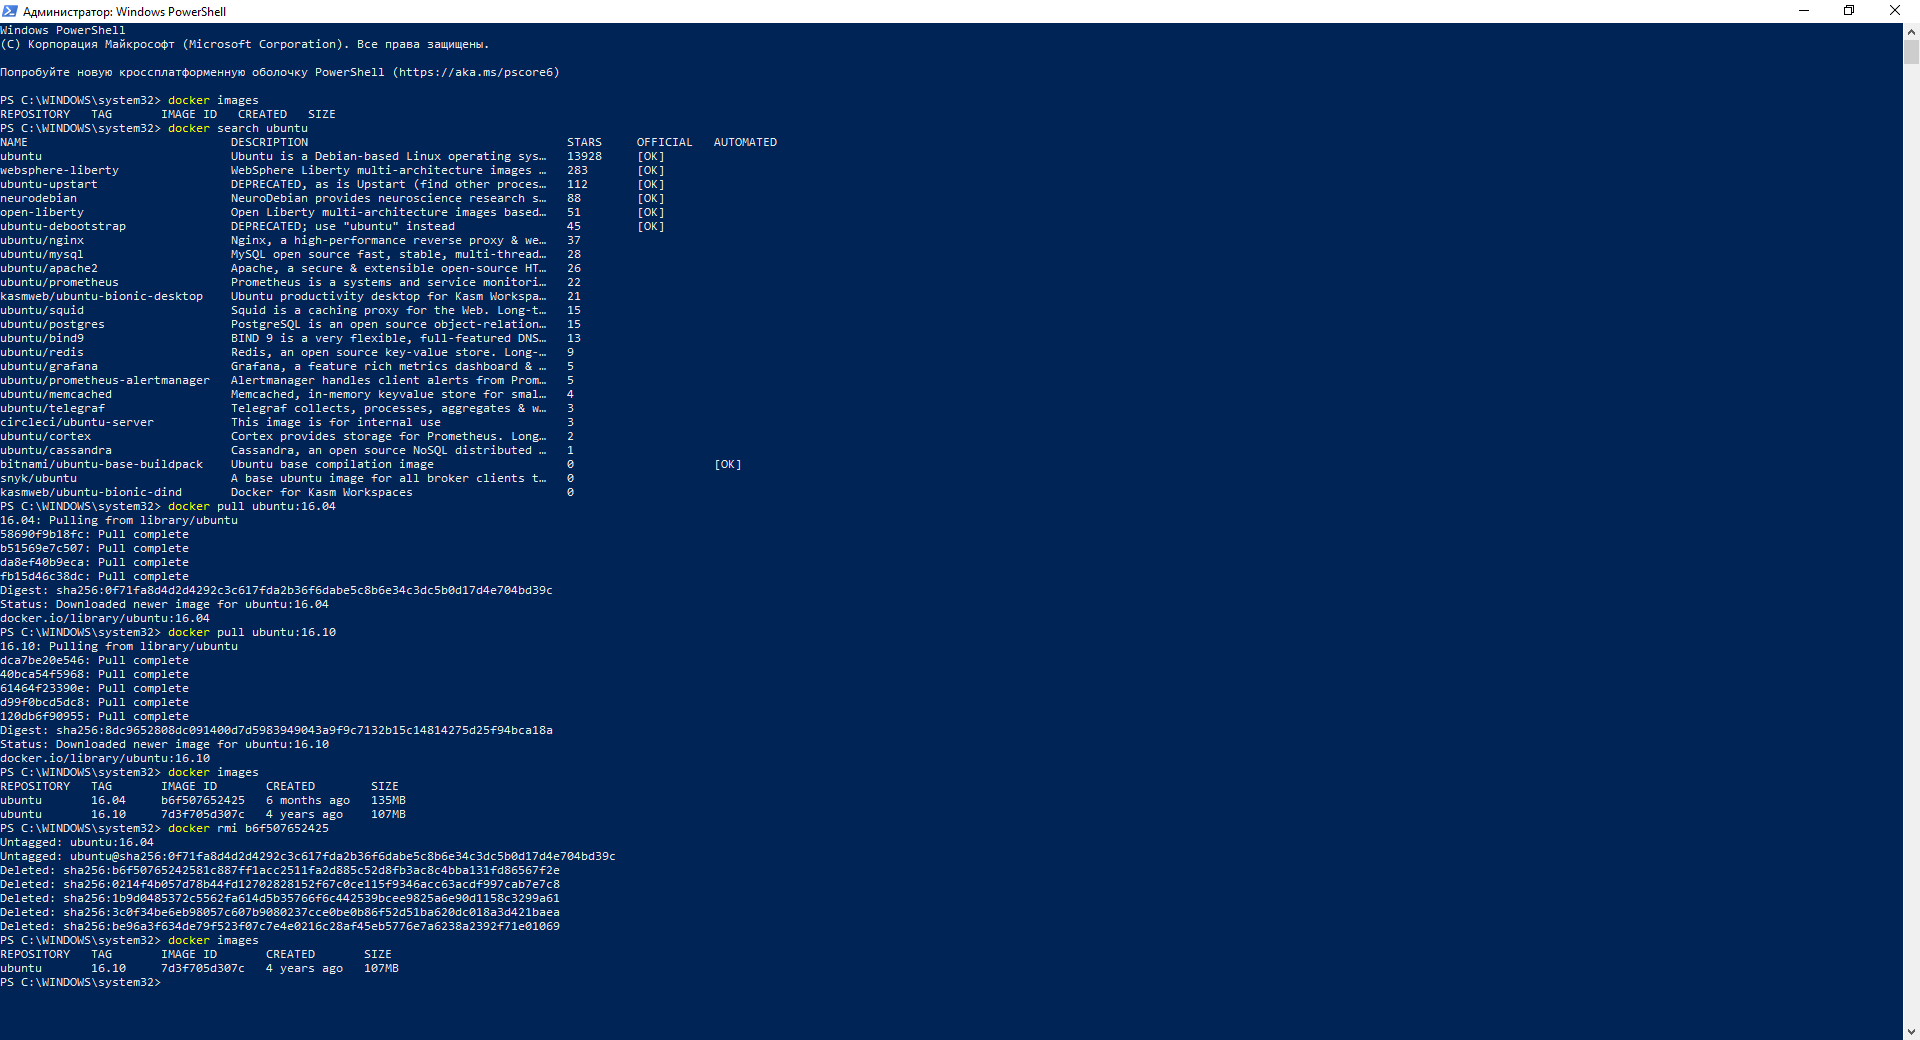 Администратор: Windows PowerShell
Windows PowerShell
(C) Корпорация Майкрософт (Microsoft Corporation). Все права защищены.
Попробуйте новую кроссплатформенную оболочку PowerShell (https://aka.ms/pscore6)
PS C:\WINDOWS\system32> docker images
REPOSITORY   TAG       IMAGE ID   CREATED   SIZE
PS C:\WINDOWS\system32> docker search ubuntu
NAME                             DESCRIPTION                                     STARS     OFFICIAL   AUTOMATED
ubuntu                           Ubuntu is a Debian-based Linux operating sys…   13928     [OK]
websphere-liberty                WebSphere Liberty multi-architecture images …   283       [OK]
ubuntu-upstart                   DEPRECATED, as is Upstart (find other proces…   112       [OK]
neurodebian                      NeuroDebian provides neuroscience research s…   88        [OK]
open-liberty                     Open Liberty multi-architecture images based…   51        [OK]
ubuntu-debootstrap               DEPRECATED; use "ubuntu" instead                45        [OK]
ubuntu/nginx                     Nginx, a high-performance reverse proxy & we…   37
ubuntu/mysql                     MySQL open source fast, stable, multi-thread…   28
ubuntu/apache2                   Apache, a secure & extensible open-source HT…   26
ubuntu/prometheus                Prometheus is a systems and service monitori…   22
kasmweb/ubuntu-bionic-desktop    Ubuntu productivity desktop for Kasm Workspa…   21
ubuntu/squid                     Squid is a caching proxy for the Web. Long-t…   15
ubuntu/postgres                  PostgreSQL is an open source object-relation…   15
ubuntu/bind9                     BIND 9 is a very flexible, full-featured DNS…   13
ubuntu/redis                     Redis, an open source key-value store. Long-…   9
ubuntu/grafana                   Grafana, a feature rich metrics dashboard & …   5
ubuntu/prometheus-alertmanager   Alertmanager handles client alerts from Prom…   5
ubuntu/memcached                 Memcached, in-memory keyvalue store for smal…   4
ubuntu/telegraf                  Telegraf collects, processes, aggregates & w…   3
circleci/ubuntu-server           This image is for internal use                  3
ubuntu/cortex                    Cortex provides storage for Prometheus. Long…   2
ubuntu/cassandra                 Cassandra, an open source NoSQL distributed …   1
bitnami/ubuntu-base-buildpack    Ubuntu base compilation image                   0                    [OK]
snyk/ubuntu                      A base ubuntu image for all broker clients t…   0
kasmweb/ubuntu-bionic-dind       Docker for Kasm Workspaces                      0
PS C:\WINDOWS\system32> docker pull ubuntu:16.04
16.04: Pulling from library/ubuntu
58690f9b18fc: Pull complete
b51569e7c507: Pull complete
da8ef40b9eca: Pull complete
fb15d46c38dc: Pull complete
Digest: sha256:0f71fa8d4d2d4292c3c617fda2b36f6dabe5c8b6e34c3dc5b0d17d4e704bd39c
Status: Downloaded newer image for ubuntu:16.04
docker.io/library/ubuntu:16.04
PS C:\WINDOWS\system32> docker pull ubuntu:16.10
16.10: Pulling from library/ubuntu
dca7be20e546: Pull complete
40bca54f5968: Pull complete
61464f23390e: Pull complete
d99f0bcd5dc8: Pull complete
120db6f90955: Pull complete
Digest: sha256:8dc9652808dc091400d7d5983949043a9f9c7132b15c14814275d25f94bca18a
Status: Downloaded newer image for ubuntu:16.10
docker.io/library/ubuntu:16.10
PS C:\WINDOWS\system32> docker images
REPOSITORY   TAG       IMAGE ID       CREATED        SIZE
ubuntu       16.04     b6f507652425   6 months ago   135MB
ubuntu       16.10     7d3f705d307c   4 years ago    107MB
PS C:\WINDOWS\system32> docker rmi b6f507652425
Untagged: ubuntu:16.04
Untagged: ubuntu@sha256:0f71fa8d4d2d4292c3c617fda2b36f6dabe5c8b6e34c3dc5b0d17d4e704bd39c
Deleted: sha256:b6f50765242581c887ff1acc2511fa2d885c52d8fb3ac8c4bba131fd86567f2e
Deleted: sha256:0214f4b057d78b44fd12702828152f67c0ce115f9346acc63acdf997cab7e7c8
Deleted: sha256:1b9d0485372c5562fa614d5b35766f6c442539bcee9825a6e90d1158c3299a61
Deleted: sha256:3c0f34be6eb98057c607b9080237cce0be0b86f52d51ba620dc018a3d421baea
Deleted: sha256:be96a3f634de79f523f07c7e4e0216c28af45eb5776e7a6238a2392f71e01069
PS C:\WINDOWS\system32> docker images
REPOSITORY   TAG       IMAGE ID       CREATED       SIZE
ubuntu       16.10     7d3f705d307c   4 years ago   107MB
PS C:\WINDOWS\system32>